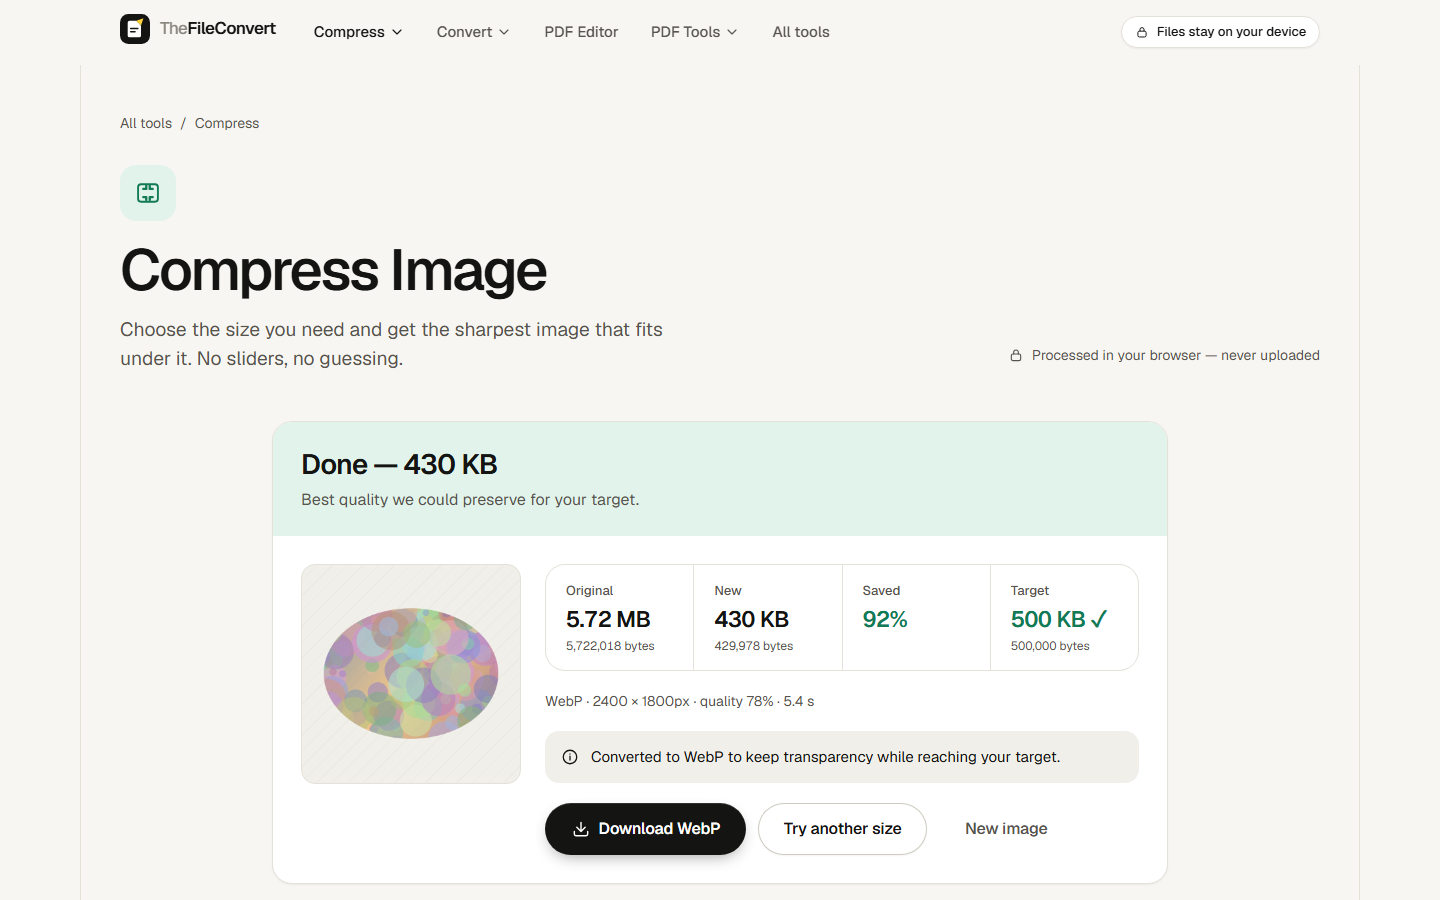 TheFileConvert
Compress
Convert
PDF Editor
PDF Tools
All tools
Files stay on your device
All tools / Compress
Compress Image
Choose the size you need and get the sharpest image that fits
under it. No sliders, no guessing.
Processed in your browser — never uploaded
Done — 430 KB
Best quality we could preserve for your target.
Original
5.72 MB
5,722,018 bytes
New
430 KB
429,978 bytes
Saved
92%
Target
500 KB ✓
500,000 bytes
WebP · 2400 × 1800px · quality 78% · 5.4 s
Converted to WebP to keep transparency while reaching your target.
Download WebP
Try another size
New image